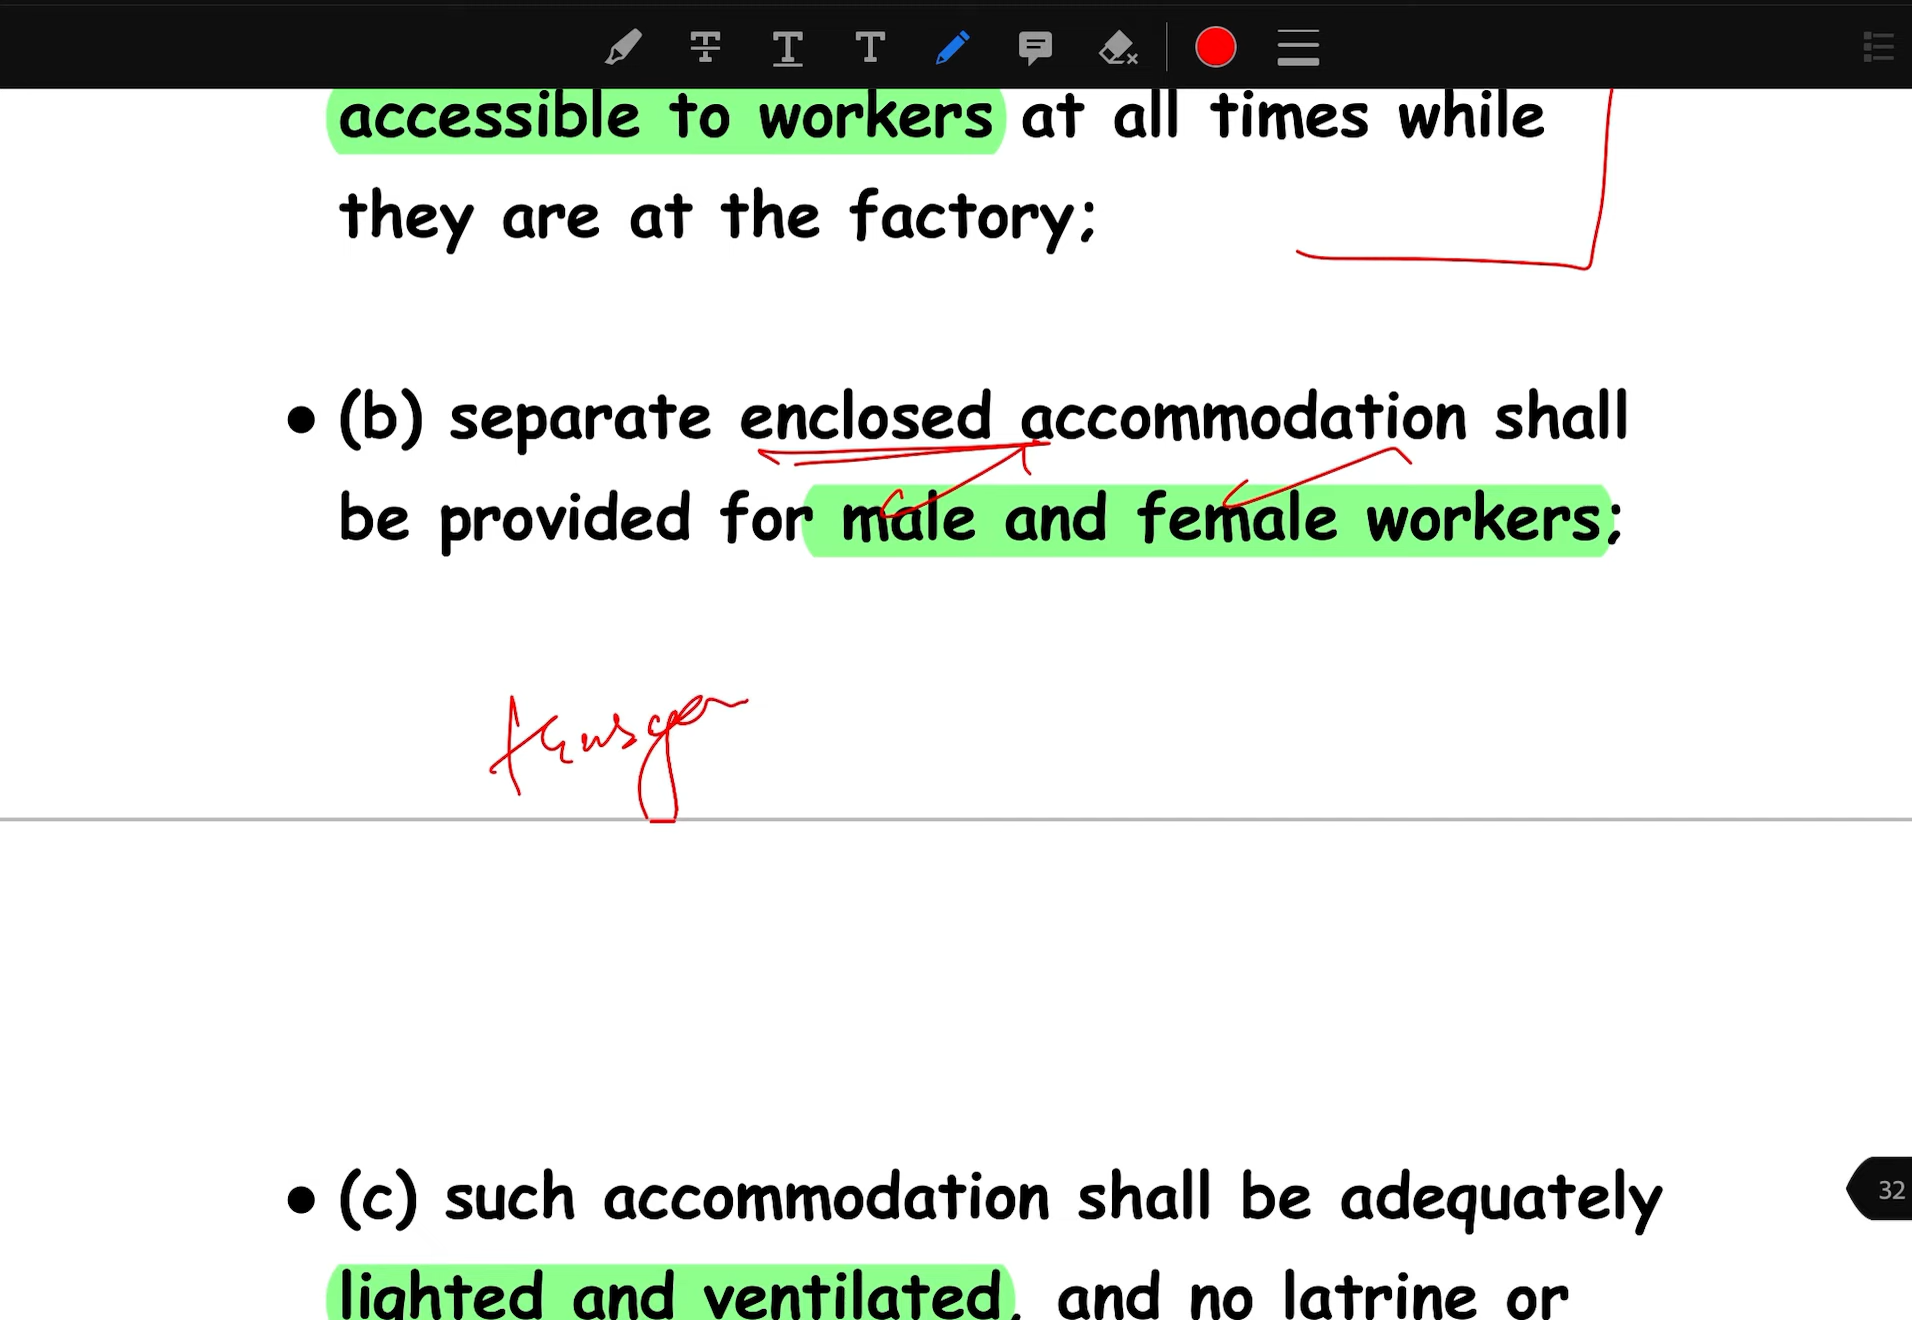 accessible to workers at all times while
they are at the factory;
● (b) separate enclosed accommodation shall
be provided for male and female workers;
● (c) such accommodation shall be adequately
32
lighted and ventilated, and no latrine or